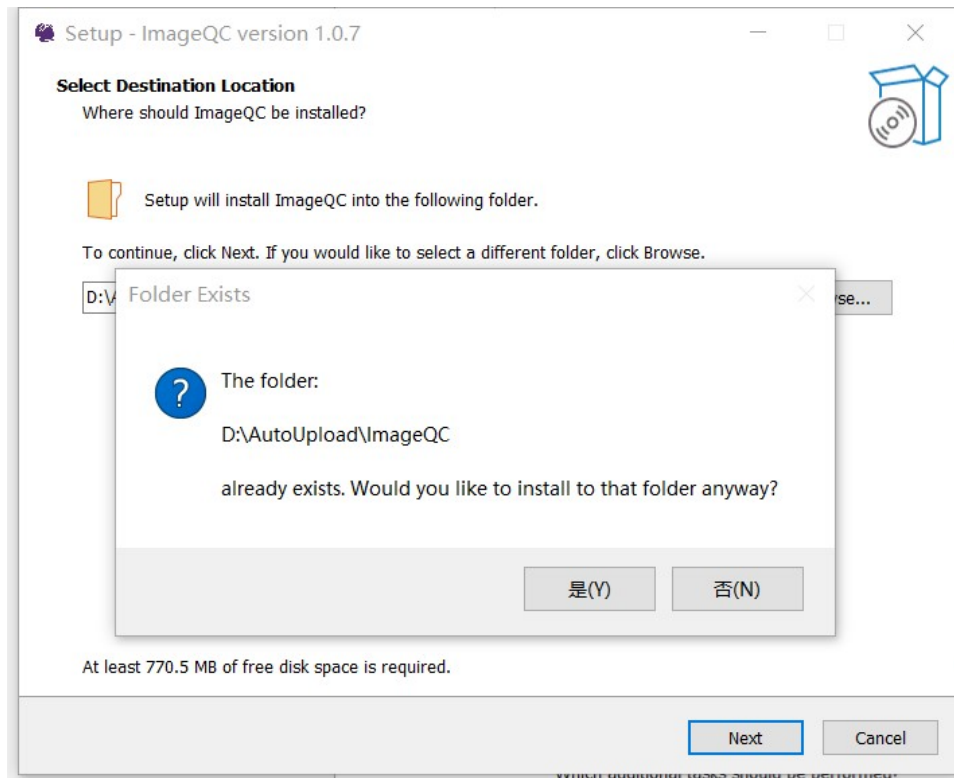 Setup - ImageQC version 1.0.7
Select Destination Location
Where should ImageQC be installed?
Setup will install ImageQC into the following folder.
To continue, click Next. If you would like to select a different folder, click Browse.
D:\
Folder Exists
The folder:
D:\AutoUpload\ImageQC
already exists. Would you like to install to that folder anyway?
是(Y)
否(N)
At least 770.5 MB of free disk space is required.
Next
Cancel